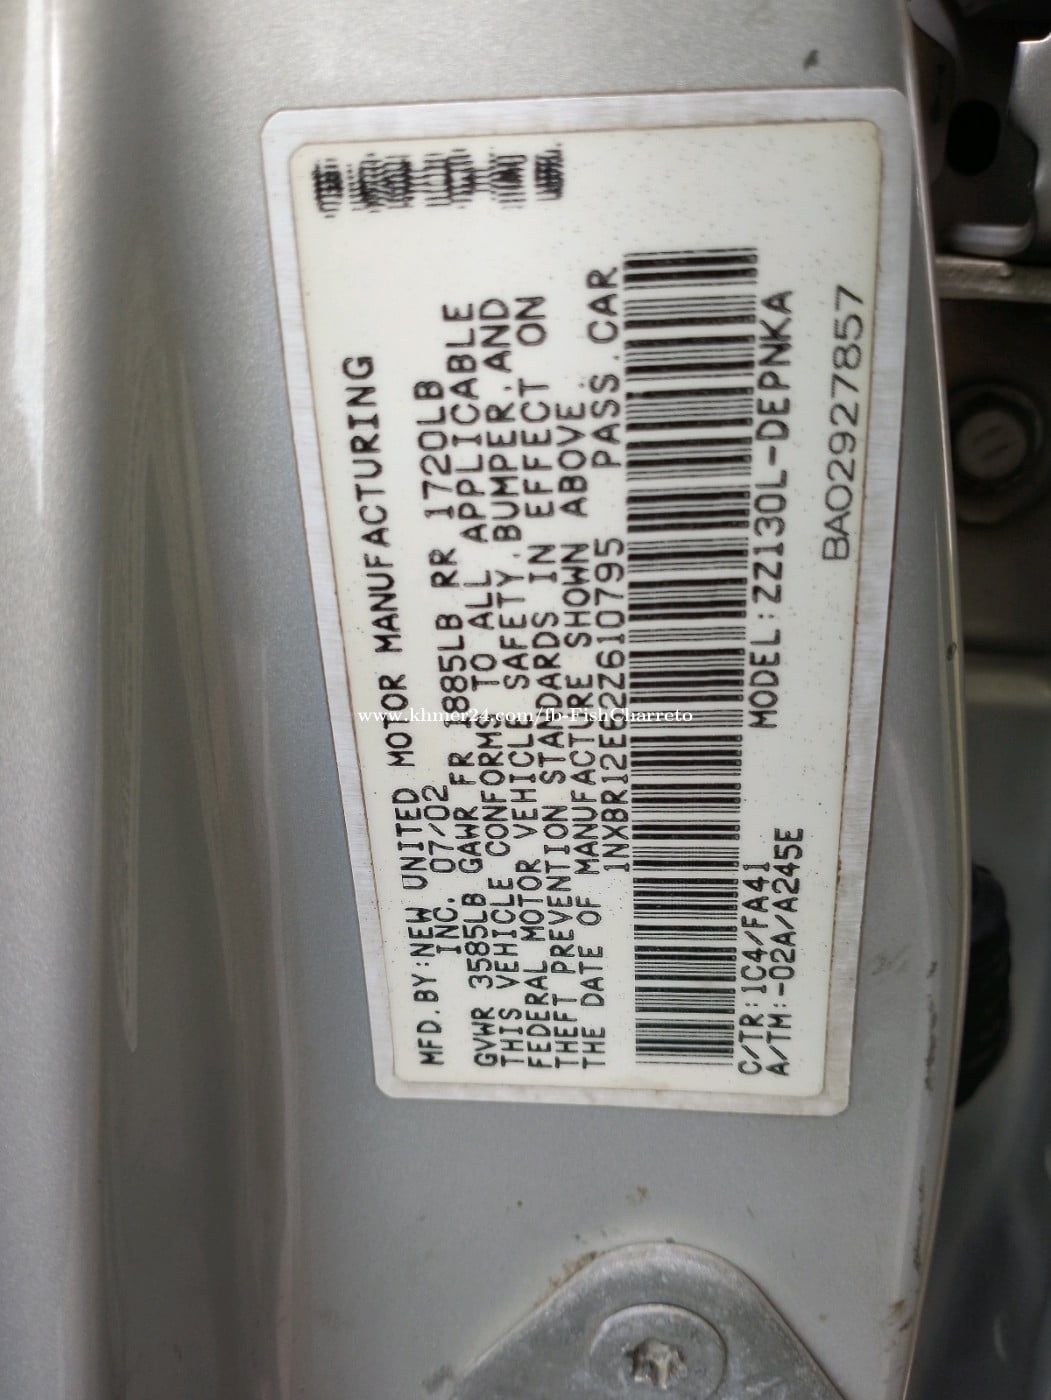 MFD.BY:NEW UNITED MOTOR MANUFACTURING
INC. 07/02
GVWR 3585LB GAWR FR 1885LB RR 1720LB
THIS VEHICLE CONFORMS TO ALL APPLICABLE
FEDERAL MOTOR VEHICLE SAFETY,BUMPER,AND
THEFT PREVENTION STANDARDS IN EFFECT ON
THE DATE OF MANUFACTURE SHOWN ABOVE.
1NXBR12EE2Z610795 PASS.CAR
C/TR:1C4/FA41 MODEL:ZZ130L-DEPNKA
A/TM:-02A/A245E
BA02927857
www.khmer24.com/fb-FishCharreto